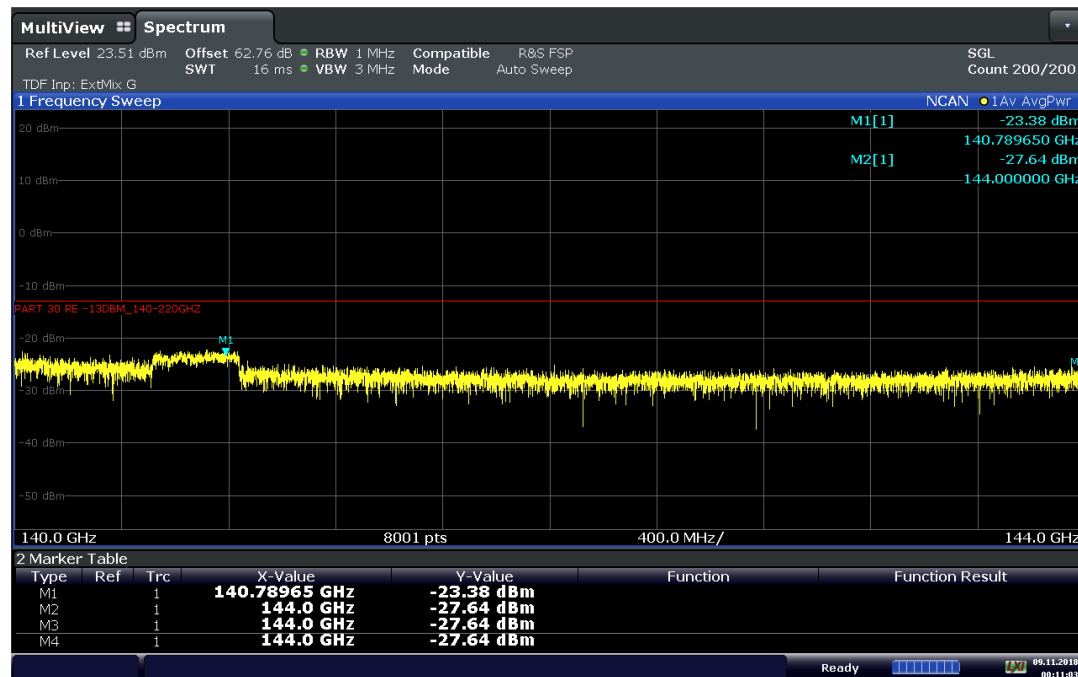 MultiView Spectrum
Ref Level 23.51 dBm Offset 62.76 dB RBW 1 MHz Compatible R&S FSP SGL
SWT 16 ms VBW 3 MHz Mode Auto Sweep Count 200/200
TDF Inp: ExtMix G
1 Frequency Sweep NCAN 1Av AvgPwr
M1[1] -23.38 dBm
140.789650 GHz
M2[1] -27.64 dBm
144.000000 GHz
20 dBm
10 dBm
0 dBm
-10 dBm
PART 30 RE -13DBM_140-220GHZ
-20 dBm
M1
M
-30 dBm
-40 dBm
-50 dBm
140.0 GHz 8001 pts 400.0 MHz/ 144.0 GHz
2 Marker Table
Type Ref Trc X-Value Y-Value Function Function Result
M1 1 140.78965 GHz -23.38 dBm
M2 1 144.0 GHz -27.64 dBm
M3 1 144.0 GHz -27.64 dBm
M4 1 144.0 GHz -27.64 dBm
Ready LXI 09.11.2018
00:11:03